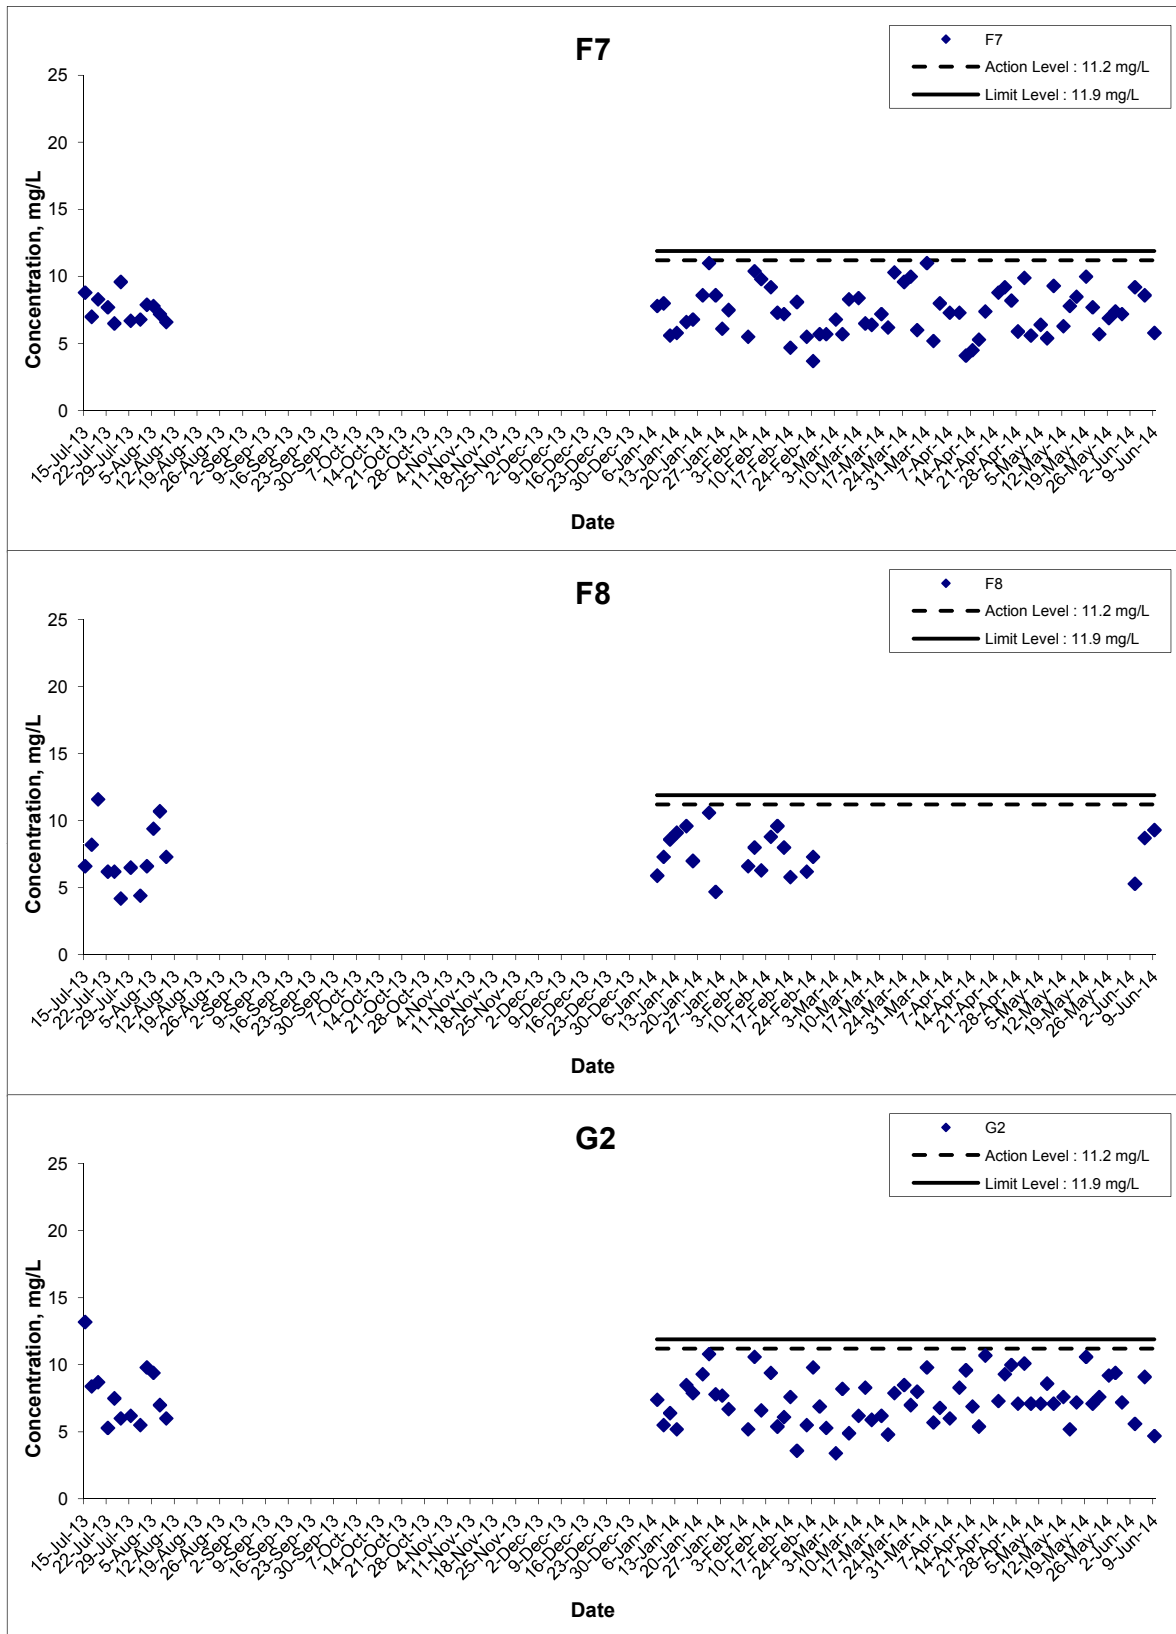 F7
F7
Action Level : 11.2 mg/L
Limit Level : 11.9 mg/L
Concentration, mg/L
25
20
15
10
5
0
15-Jul-13 22-Jul-13 29-Jul-13 5-Aug-13 12-Aug-13 19-Aug-13 26-Aug-13 2-Sep-13 9-Sep-13 16-Sep-13 23-Sep-13 30-Sep-13 7-Oct-13 14-Oct-13 21-Oct-13 28-Oct-13 4-Nov-13 11-Nov-13 18-Nov-13 25-Nov-13 2-Dec-13 9-Dec-13 16-Dec-13 23-Dec-13 30-Dec-13 6-Jan-14 13-Jan-14 20-Jan-14 27-Jan-14 3-Feb-14 10-Feb-14 17-Feb-14 24-Feb-14 3-Mar-14 10-Mar-14 17-Mar-14 24-Mar-14 31-Mar-14 7-Apr-14 14-Apr-14 21-Apr-14 28-Apr-14 5-May-14 12-May-14 19-May-14 26-May-14 2-Jun-14 9-Jun-14
Date
F8
F8
Action Level : 11.2 mg/L
Limit Level : 11.9 mg/L
Concentration, mg/L
25
20
15
10
5
0
15-Jul-13 22-Jul-13 29-Jul-13 5-Aug-13 12-Aug-13 19-Aug-13 26-Aug-13 2-Sep-13 9-Sep-13 16-Sep-13 23-Sep-13 30-Sep-13 7-Oct-13 14-Oct-13 21-Oct-13 28-Oct-13 4-Nov-13 11-Nov-13 18-Nov-13 25-Nov-13 2-Dec-13 9-Dec-13 16-Dec-13 23-Dec-13 30-Dec-13 6-Jan-14 13-Jan-14 20-Jan-14 27-Jan-14 3-Feb-14 10-Feb-14 17-Feb-14 24-Feb-14 3-Mar-14 10-Mar-14 17-Mar-14 24-Mar-14 31-Mar-14 7-Apr-14 14-Apr-14 21-Apr-14 28-Apr-14 5-May-14 12-May-14 19-May-14 26-May-14 2-Jun-14 9-Jun-14
Date
G2
G2
Action Level : 11.2 mg/L
Limit Level : 11.9 mg/L
Concentration, mg/L
25
20
15
10
5
0
15-Jul-13 22-Jul-13 29-Jul-13 5-Aug-13 12-Aug-13 19-Aug-13 26-Aug-13 2-Sep-13 9-Sep-13 16-Sep-13 23-Sep-13 30-Sep-13 7-Oct-13 14-Oct-13 21-Oct-13 28-Oct-13 4-Nov-13 11-Nov-13 18-Nov-13 25-Nov-13 2-Dec-13 9-Dec-13 16-Dec-13 23-Dec-13 30-Dec-13 6-Jan-14 13-Jan-14 20-Jan-14 27-Jan-14 3-Feb-14 10-Feb-14 17-Feb-14 24-Feb-14 3-Mar-14 10-Mar-14 17-Mar-14 24-Mar-14 31-Mar-14 7-Apr-14 14-Apr-14 21-Apr-14 28-Apr-14 5-May-14 12-May-14 19-May-14 26-May-14 2-Jun-14 9-Jun-14
Date